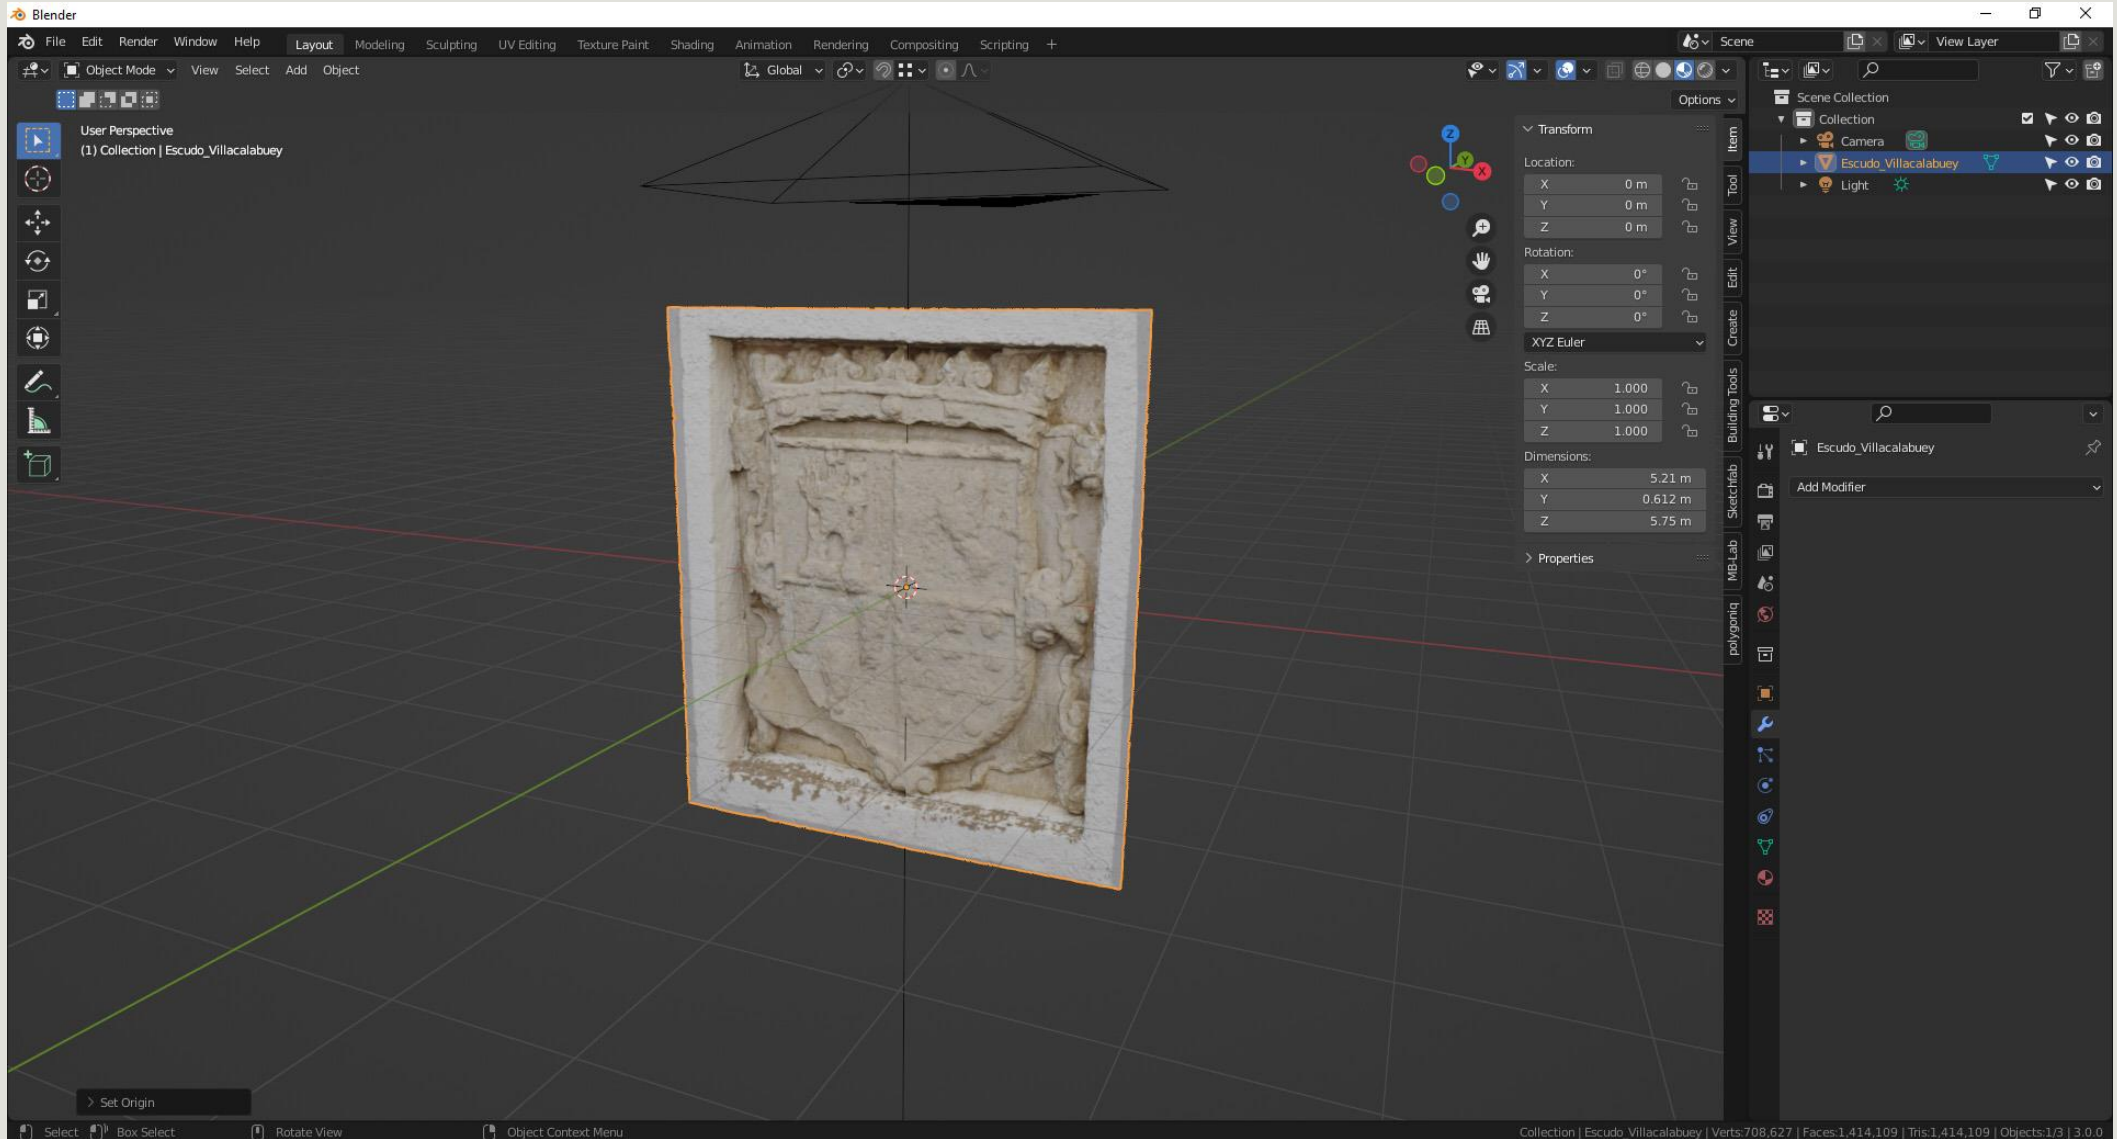 Blender
File Edit Render Window Help Layout Modeling Sculpting UV Editing Texture Paint Shading Animation Rendering Compositing Scripting + Scene View Layer
Object Mode View Select Add Object Global
Options
User Perspective
(1) Collection | Escudo_Villacalabuey
Z
Y
X
Transform
Location:
X 0 m
Y 0 m
Z 0 m
Rotation:
X 0°
Y 0°
Z 0°
XYZ Euler
Scale:
X 1.000
Y 1.000
Z 1.000
Dimensions:
X 5.21 m
Y 0.612 m
Z 5.75 m
Properties
Item
Tool
View
Edit
Create
Building Tools
Sketchfab
MB-Lab
polygoniq
Scene Collection
Collection
Camera
Escudo_Villacalabuey
Light
Escudo_Villacalabuey
Add Modifier
Set Origin
Select Box Select Rotate View Object Context Menu Collection | Escudo_Villacalabuey | Verts:708,627 | Faces:1,414,109 | Tris:1,414,109 | Objects:1/3 | 3.0.0